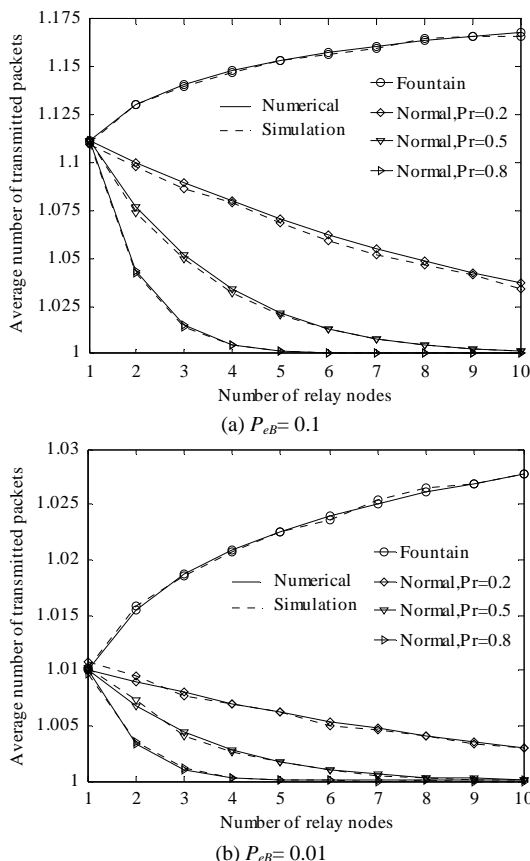 1.175
1.15
1.125
1.1
1.075
1.05
1.025
1
Average number of transmitted packets
Fountain
Normal,Pr=0.2
Normal,Pr=0.5
Normal,Pr=0.8
Numerical
Simulation
1 2 3 4 5 6 7 8 9 10
Number of relay nodes
(a) PeB= 0.1
1.03
1.025
1.02
1.015
1.01
1.005
1
Average number of transmitted packets
Fountain
Normal,Pr=0.2
Normal,Pr=0.5
Normal,Pr=0.8
Numerical
Simulation
1 2 3 4 5 6 7 8 9 10
Number of relay nodes
(b) PeB= 0.01